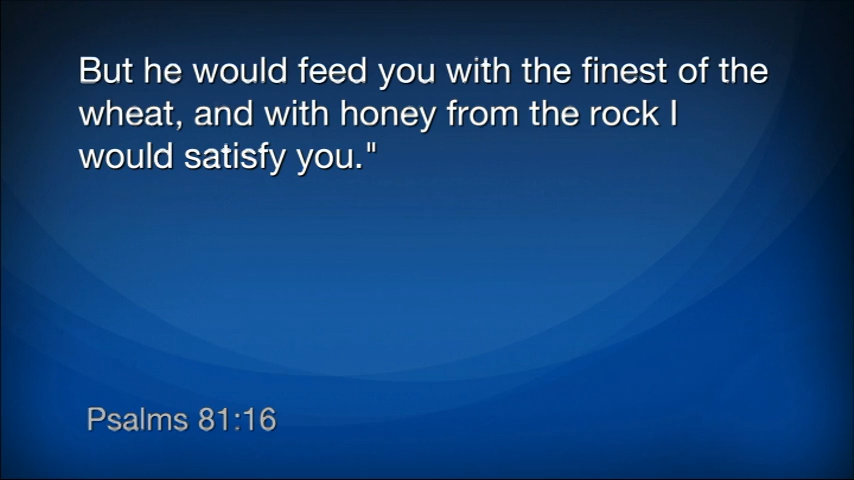 But he would feed you with the finest of the
wheat, and with honey from the rock I
would satisfy you."
Psalms 81:16